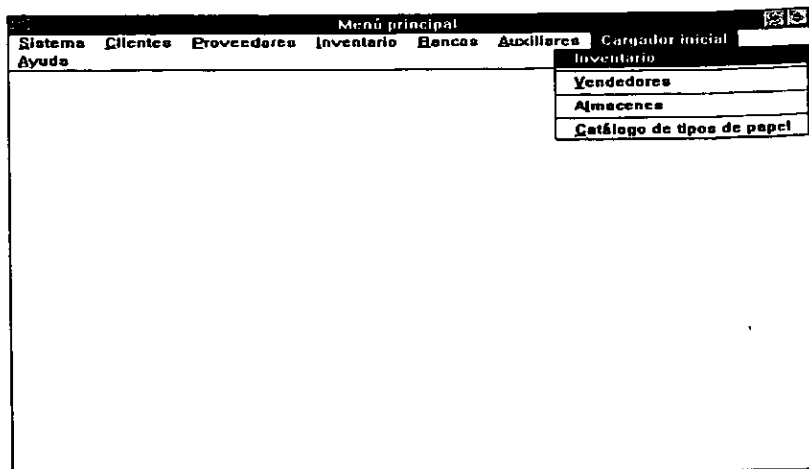 Menú principal
Sistema Clientes Proveedores Inventario Bancos Auxiliares Cargador inicial
Ayuda
Inventario
Vendedores
Almacenes
Catálogo de tipos de papel